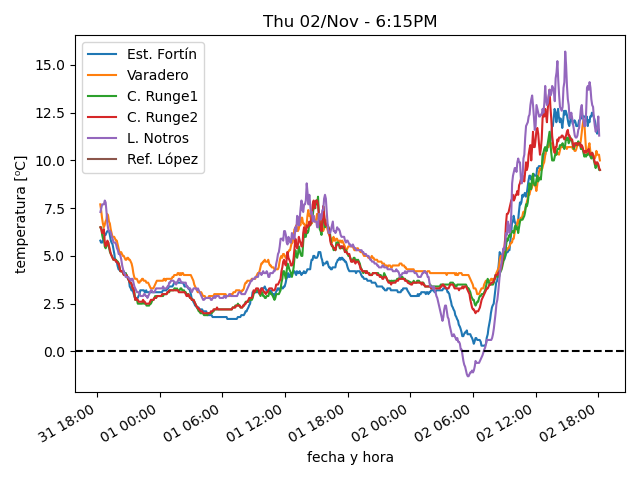 Thu 02/Nov - 6:15PM
Est. Fortín
Varadero
C. Runge1
C. Runge2
L. Notros
Ref. López
temperatura [ºC]
15.0
12.5
10.0
7.5
5.0
2.5
0.0
31 18:00
01 00:00
01 06:00
01 12:00
01 18:00
02 00:00
02 06:00
02 12:00
02 18:00
fecha y hora